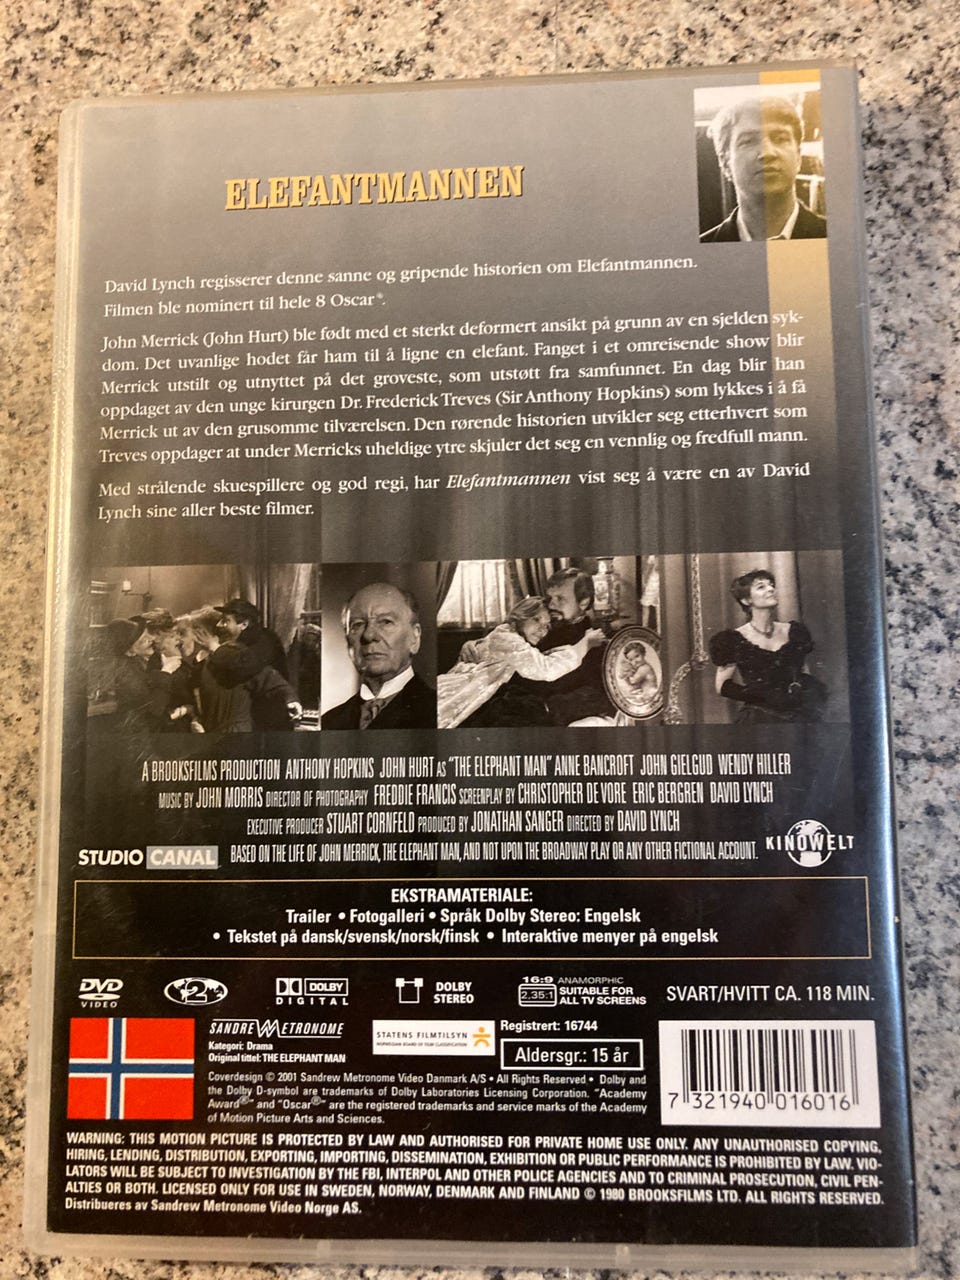 ELEFANTMANNEN
David Lynch regisserer denne sanne og gripende historien om Elefantmannen.
Filmen ble nominert til hele 8 Oscar®.
John Merrick (John Hurt) ble født med et sterkt deformert ansikt på grunn av en sjelden syk-
dom. Det uvanlige hodet får ham til å ligne en elefant. Fanget i et omreisende show blir
Merrick utstilt og utnyttet på det groveste, som utstøtt fra samfunnet. En dag blir han
oppdaget av den unge kirurgen Dr. Frederick Treves (Sir Anthony Hopkins) som lykkes i å få
Merrick ut av den grusomme tilværelsen. Den rørende historien utvikler seg etterhvert som
Treves oppdager at under Merricks uheldige ytre skjuler det seg en vennlig og fredfull mann.
Med strålende skuespillere og god regi, har Elefantmannen vist seg å være en av David
Lynch sine aller beste filmer.
A BROOKSFILMS PRODUCTION ANTHONY HOPKINS JOHN HURT AS "THE ELEPHANT MAN" ANNE BANCROFT JOHN GIELGUD WENDY HILLER
MUSIC BY JOHN MORRIS DIRECTOR OF PHOTOGRAPHY FREDDIE FRANCIS SCREENPLAY BY CHRISTOPHER DE VORE ERIC BERGREN DAVID LYNCH
EXECUTIVE PRODUCER STUART CORNFELD PRODUCED BY JONATHAN SANGER DIRECTED BY DAVID LYNCH
STUDIO CANAL BASED ON THE LIFE OF JOHN MERRICK, THE ELEPHANT MAN, AND NOT UPON THE BROADWAY PLAY OR ANY OTHER FICTIONAL ACCOUNT. KINOWELT
EKSTRAMATERIALE:
Trailer • Fotogalleri • Språk Dolby Stereo: Engelsk
• Tekstet på dansk/svensk/norsk/finsk • Interaktive menyer på engelsk
DVD VIDEO
2
DOLBY DIGITAL
DOLBY STEREO
16:9 ANAMORPHIC
2.35:1 SUITABLE FOR ALL TV SCREENS
SVART/HVITT CA. 118 MIN.
SANDREW METRONOME
Kategori: Drama
Original tittel: THE ELEPHANT MAN
STATENS FILMTILSYN
NORWEGIAN BOARD OF FILM CLASSIFICATION
Registrert: 16744
Aldersgr.: 15 år
Coverdesign © 2001 Sandrew Metronome Video Danmark A/S • All Rights Reserved • Dolby and
the Dolby D-symbol are trademarks of Dolby Laboratories Licensing Corporation. "Academy
Award®" and "Oscar®" are the registered trademarks and service marks of the Academy
of Motion Picture Arts and Sciences.
7 321940 016016
WARNING: THIS MOTION PICTURE IS PROTECTED BY LAW AND AUTHORISED FOR PRIVATE HOME USE ONLY. ANY UNAUTHORISED COPYING,
HIRING, LENDING, DISTRIBUTION, EXPORTING, IMPORTING, DISSEMINATION, EXHIBITION OR PUBLIC PERFORMANCE IS PROHIBITED BY LAW. VIO-
LATORS WILL BE SUBJECT TO INVESTIGATION BY THE FBI, INTERPOL AND OTHER POLICE AGENCIES AND TO CRIMINAL PROSECUTION, CIVIL PEN-
ALTIES OR BOTH. LICENSED ONLY FOR USE IN SWEDEN, NORWAY, DENMARK AND FINLAND © 1980 BROOKSFILMS LTD. ALL RIGHTS RESERVED.
Distribueres av Sandrew Metronome Video Norge AS.